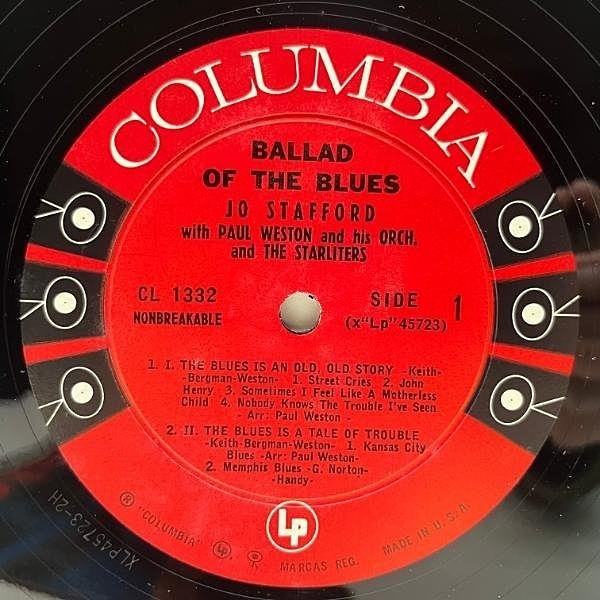 COLUMBIA
BALLAD
OF THE BLUES
JO STAFFORD
with PAUL WESTON and his ORCH.
and THE STARLITERS
CL 1332
NONBREAKABLE
SIDE 1
(x"Lp"45723)
1. I. THE BLUES IS AN OLD, OLD STORY -Keith-
-Bergman-Weston- 1. Street Cries 2. John
Henry 3. Sometimes I Feel Like A Motherless
Child 4. Nobody Knows The Trouble I've Seen
-Arr: Paul Weston-
2. II. THE BLUES IS A TALE OF TROUBLE
-Keith-Bergman-Weston- 1. Kansas City
Blues -Arr: Paul Weston-
2. Memphis Blues -G. Norton-
-Handy-
Lp
® "COLUMBIA" Lp MARCAS REG. MADE IN U.S.A.
XLP45723-2H